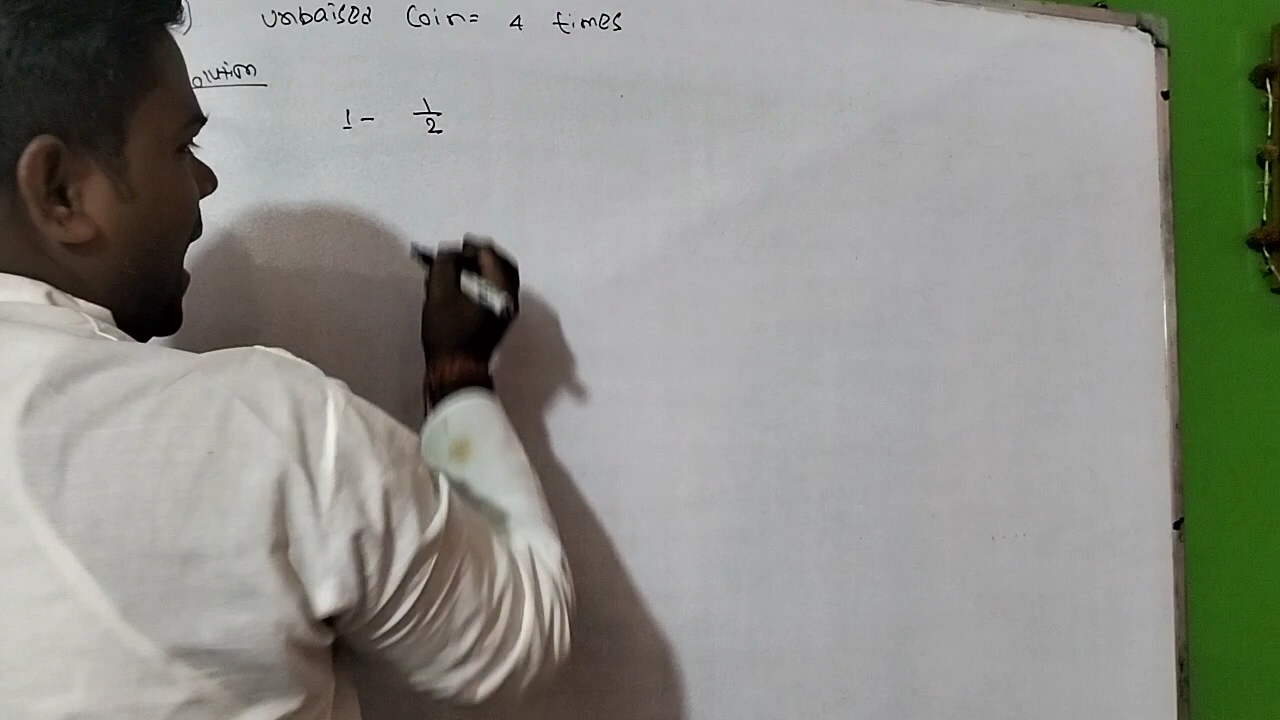 ) unbaised Coin= 4 times
olution
1 - 1/2